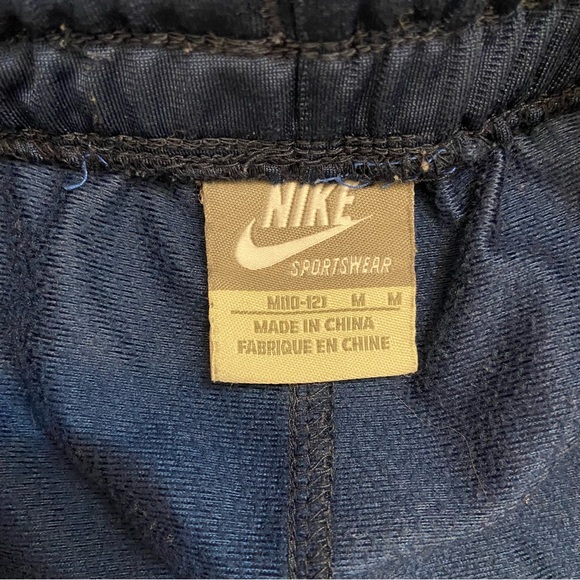 NIKE
SPORTSWEAR
M(10-12) M M
MADE IN CHINA
FABRIQUE EN CHINE